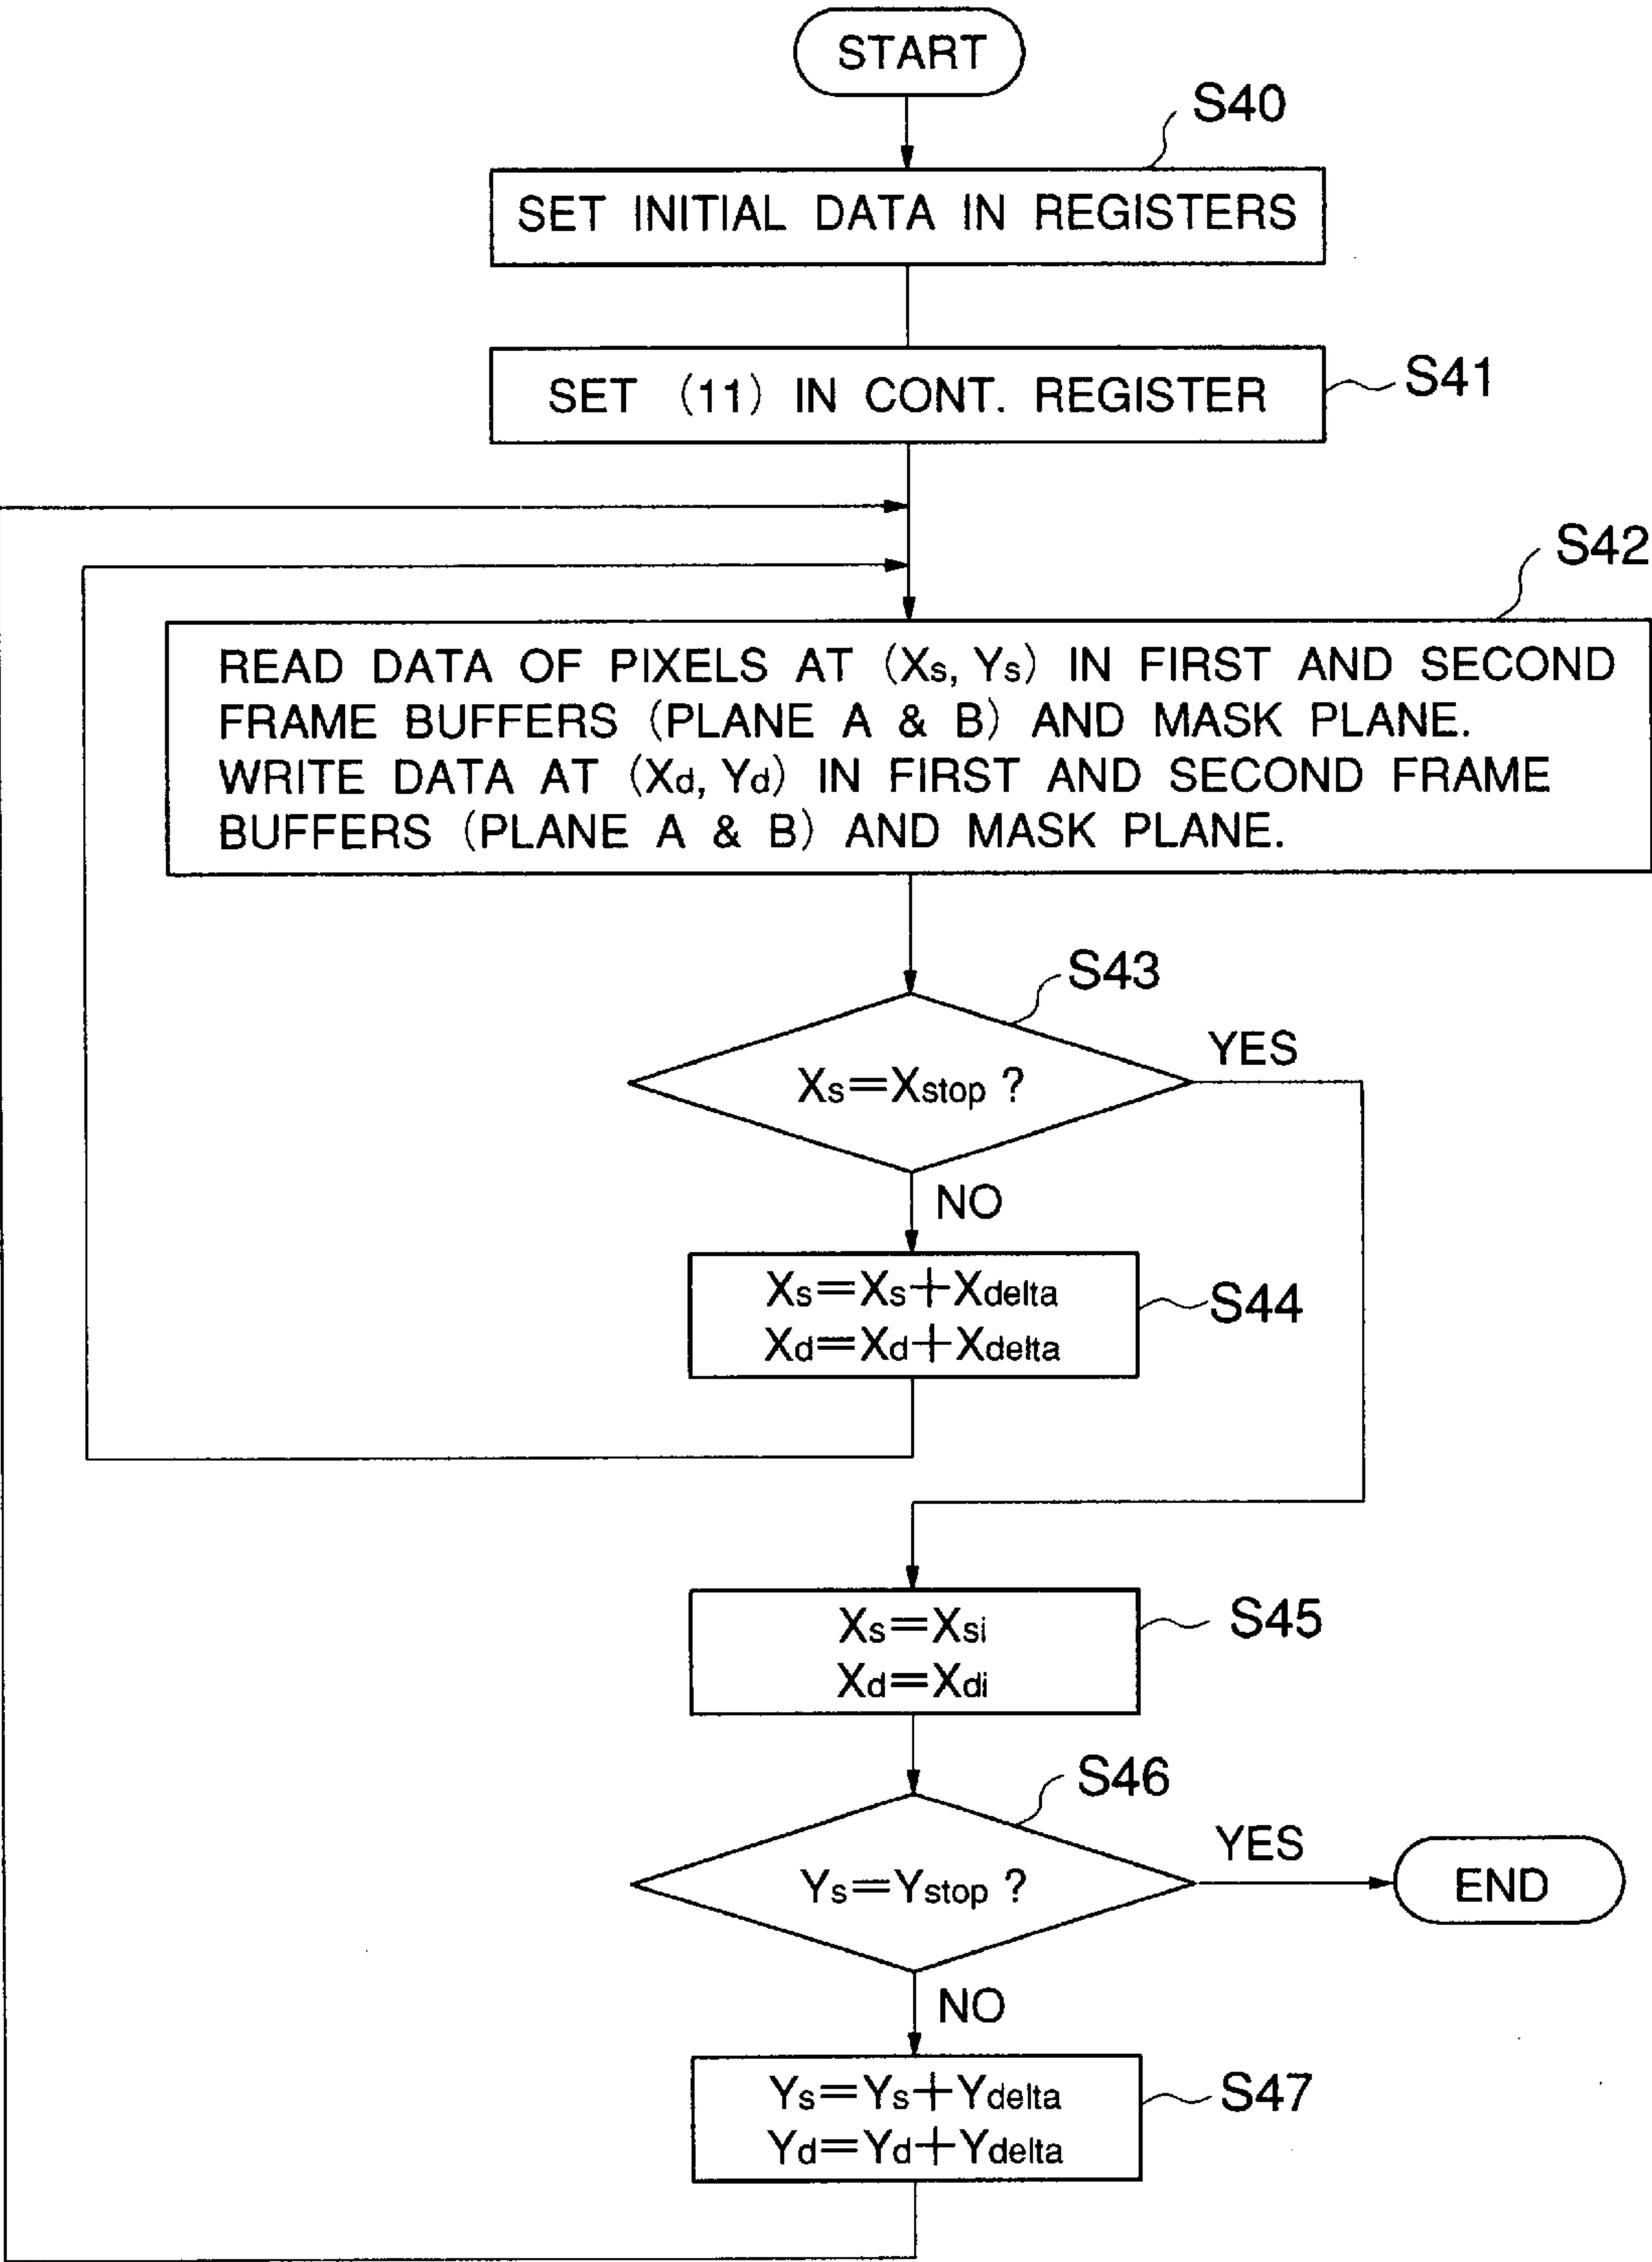 START
S40
SET INITIAL DATA IN REGISTERS
SET (11) IN CONT. REGISTER
S41
S42
READ DATA OF PIXELS AT (Xs, Ys) IN FIRST AND SECOND
FRAME BUFFERS (PLANE A & B) AND MASK PLANE.
WRITE DATA AT (Xd, Yd) IN FIRST AND SECOND FRAME
BUFFERS (PLANE A & B) AND MASK PLANE.
S43
YES
Xs=Xstop ?
NO
Xs=Xs+Xdelta
Xd=Xd+Xdelta
S44
Xs=Xsi
Xd=Xdi
S45
S46
YES
Ys=Ystop ?
END
NO
Ys=Ys+Ydelta
Yd=Yd+Ydelta
S47